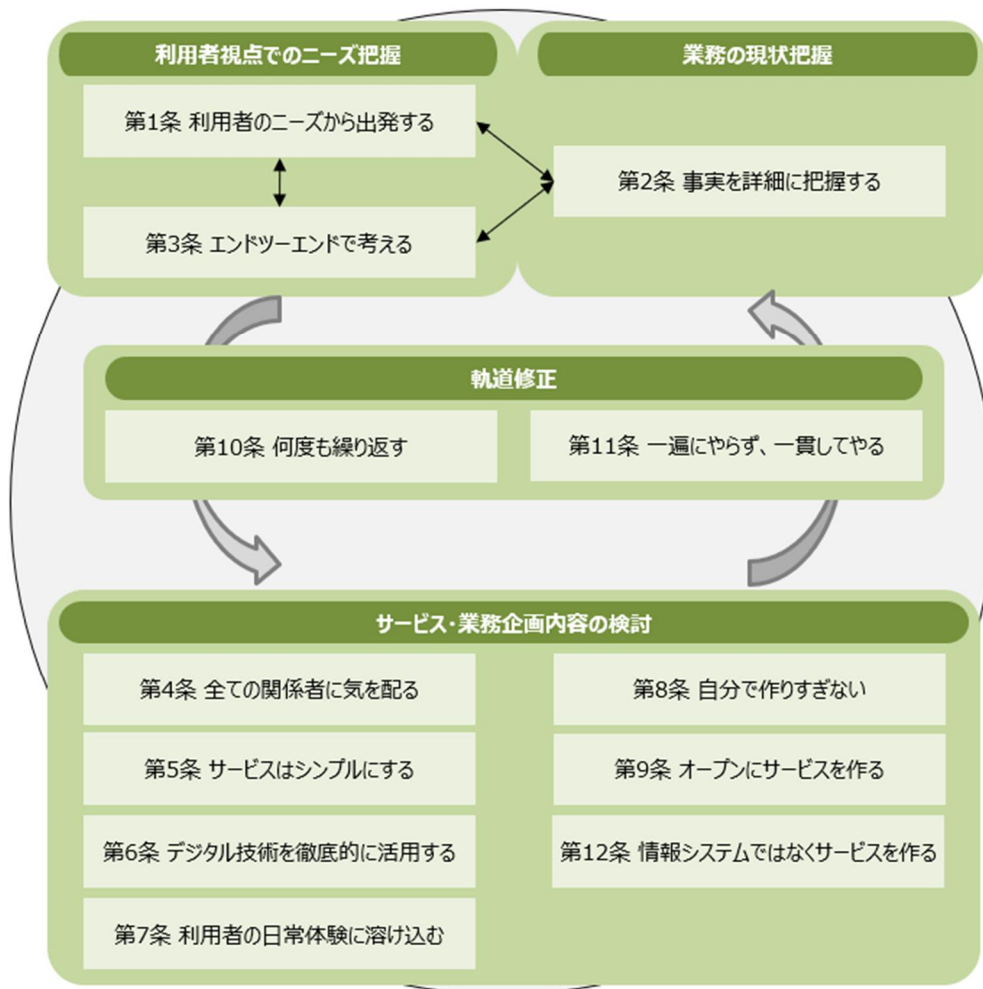 利用者視点でのニーズ把握
第1条 利用者のニーズから出発する
第3条 エンドツーエンドで考える
業務の現状把握
第2条 事実を詳細に把握する
軌道修正
第10条 何度も繰り返す
第11条 一遍にやらず、一貫してやる
サービス・業務企画内容の検討
第4条 全ての関係者に気を配る
第5条 サービスはシンプルにする
第6条 デジタル技術を徹底的に活用する
第7条 利用者の日常体験に溶け込む
第8条 自分で作りすぎない
第9条 オープンにサービスを作る
第12条 情報システムではなくサービスを作る